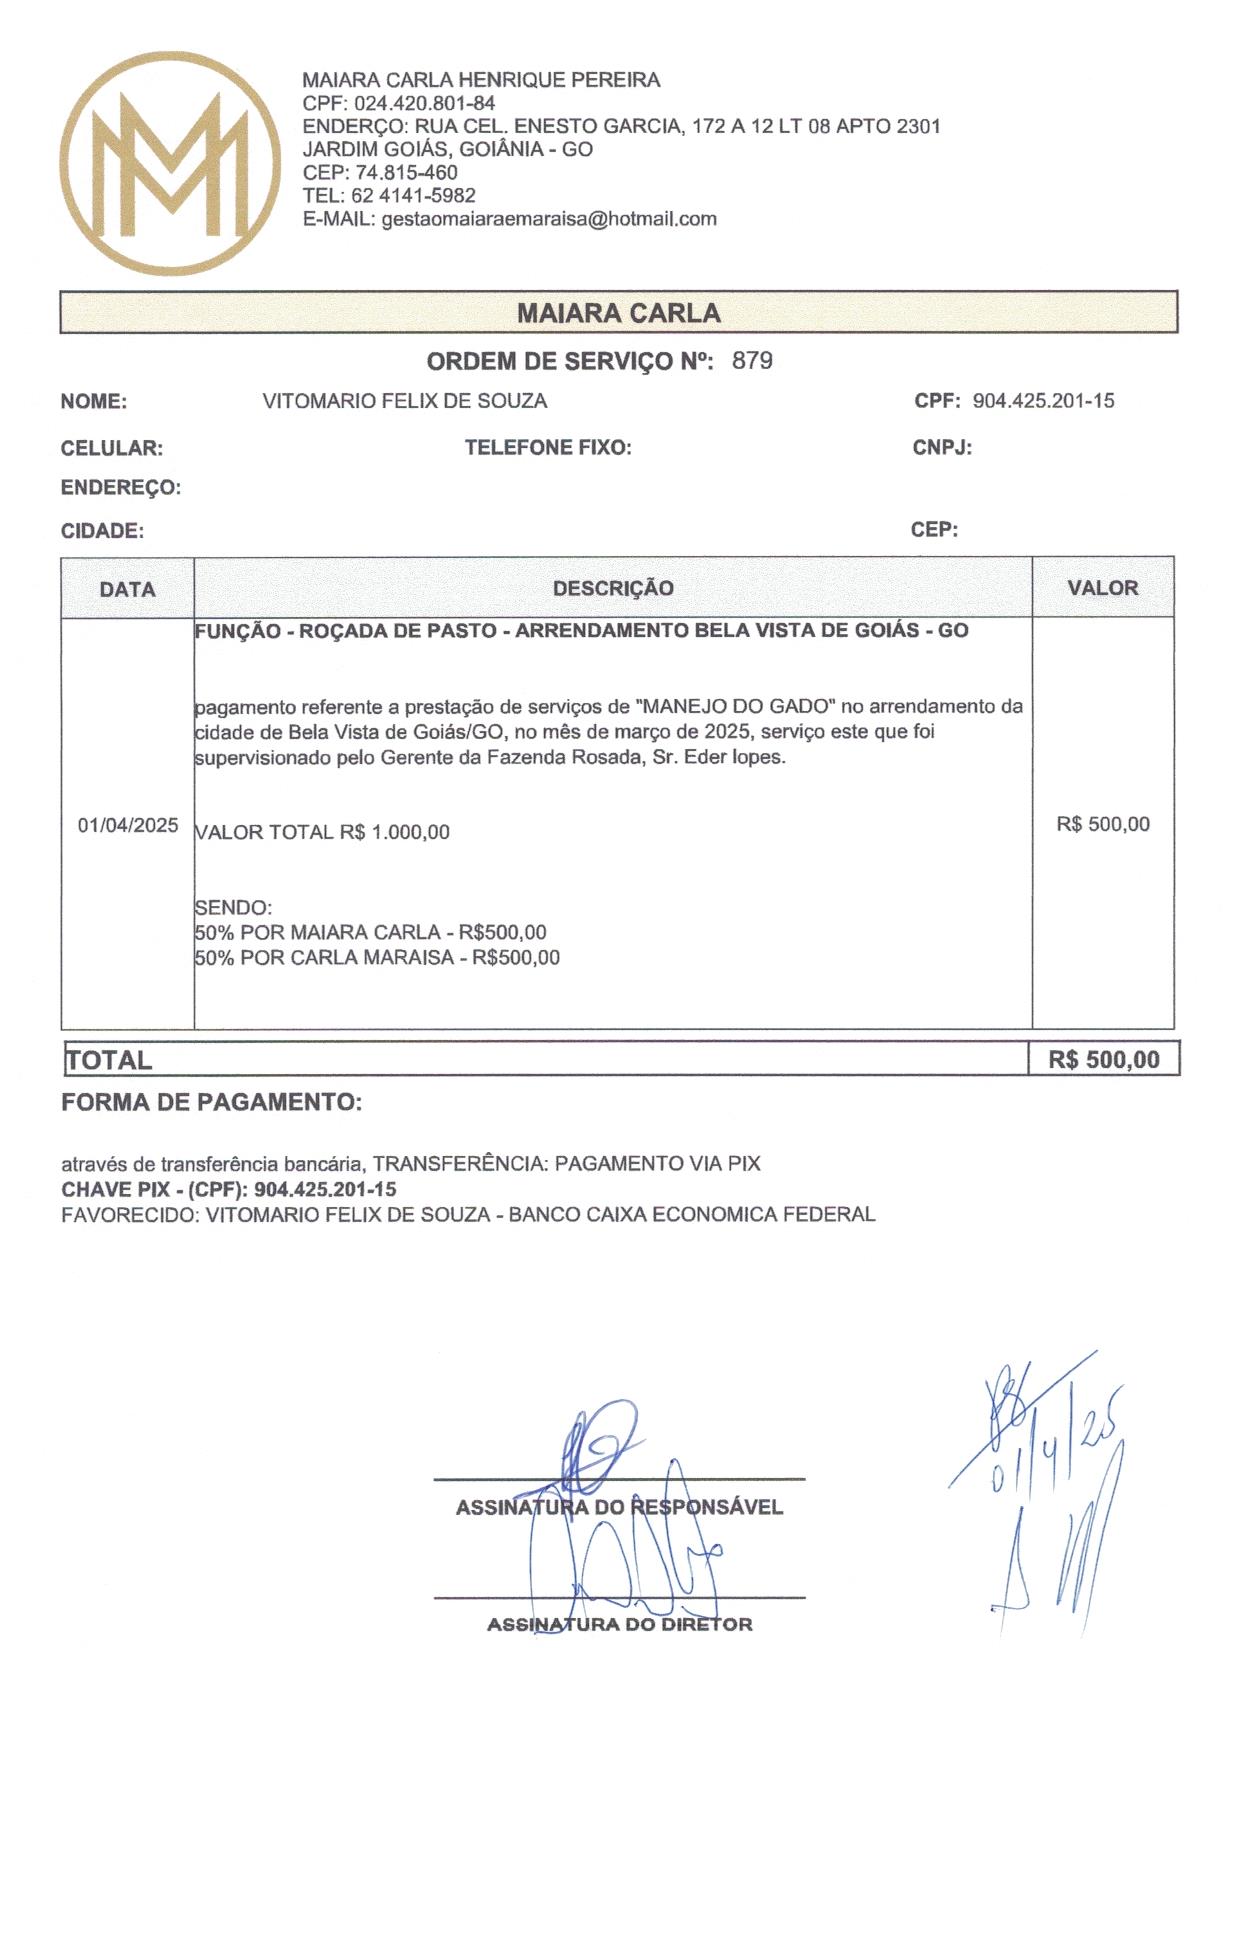 MAIARA CARLA HENRIQUE PEREIRA
CPF: 024.420.801-84
ENDERÇO: RUA CEL. ENESTO GARCIA, 172 A 12 LT 08 APTO 2301
JARDIM GOIÁS, GOIÂNIA - GO
CEP: 74.815-460
TEL: 62 4141-5982
E-MAIL: gestaomaiaraemaraisa@hotmail.com
MAIARA CARLA
ORDEM DE SERVIÇO Nº: 879
NOME: VITOMARIO FELIX DE SOUZA CPF: 904.425.201-15
CELULAR: TELEFONE FIXO: CNPJ:
ENDEREÇO:
CIDADE: CEP:
DATA DESCRIÇÃO VALOR
FUNÇÃO - ROÇADA DE PASTO - ARRENDAMENTO BELA VISTA DE GOIÁS - GO
pagamento referente a prestação de serviços de "MANEJO DO GADO" no arrendamento da
cidade de Bela Vista de Goiás/GO, no mês de março de 2025, serviço este que foi
supervisionado pelo Gerente da Fazenda Rosada, Sr. Eder lopes.
01/04/2025 VALOR TOTAL R$ 1.000,00 R$ 500,00
SENDO:
50% POR MAIARA CARLA - R$500,00
50% POR CARLA MARAISA - R$500,00
TOTAL R$ 500,00
FORMA DE PAGAMENTO:
através de transferência bancária, TRANSFERÊNCIA: PAGAMENTO VIA PIX
CHAVE PIX - (CPF): 904.425.201-15
FAVORECIDO: VITOMARIO FELIX DE SOUZA - BANCO CAIXA ECONOMICA FEDERAL
01/4/25
ASSINATURA DO RESPONSÁVEL
ASSINATURA DO DIRETOR